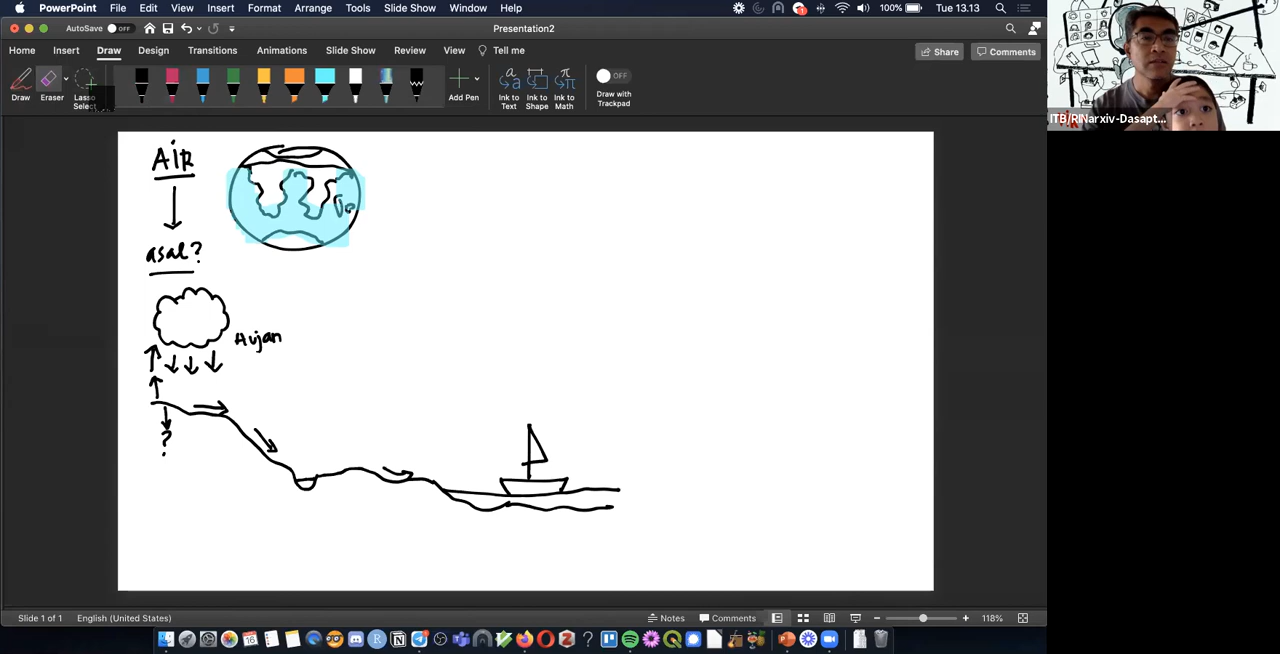 PowerPoint File Edit View Insert Format Arrange Tools Slide Show Window Help 100% Tue 13.13
AutoSave OFF Presentation2
Home Insert Draw Design Transitions Animations Slide Show Review View Tell me Share Comments
Draw Eraser Lasso Select Add Pen Ink to Text Ink to Shape Ink to Math OFF Draw with Trackpad
ITB/RINarxiv-Dasapt...
AIR
asal?
Hujan
?
Slide 1 of 1 English (United States) Notes Comments 118%